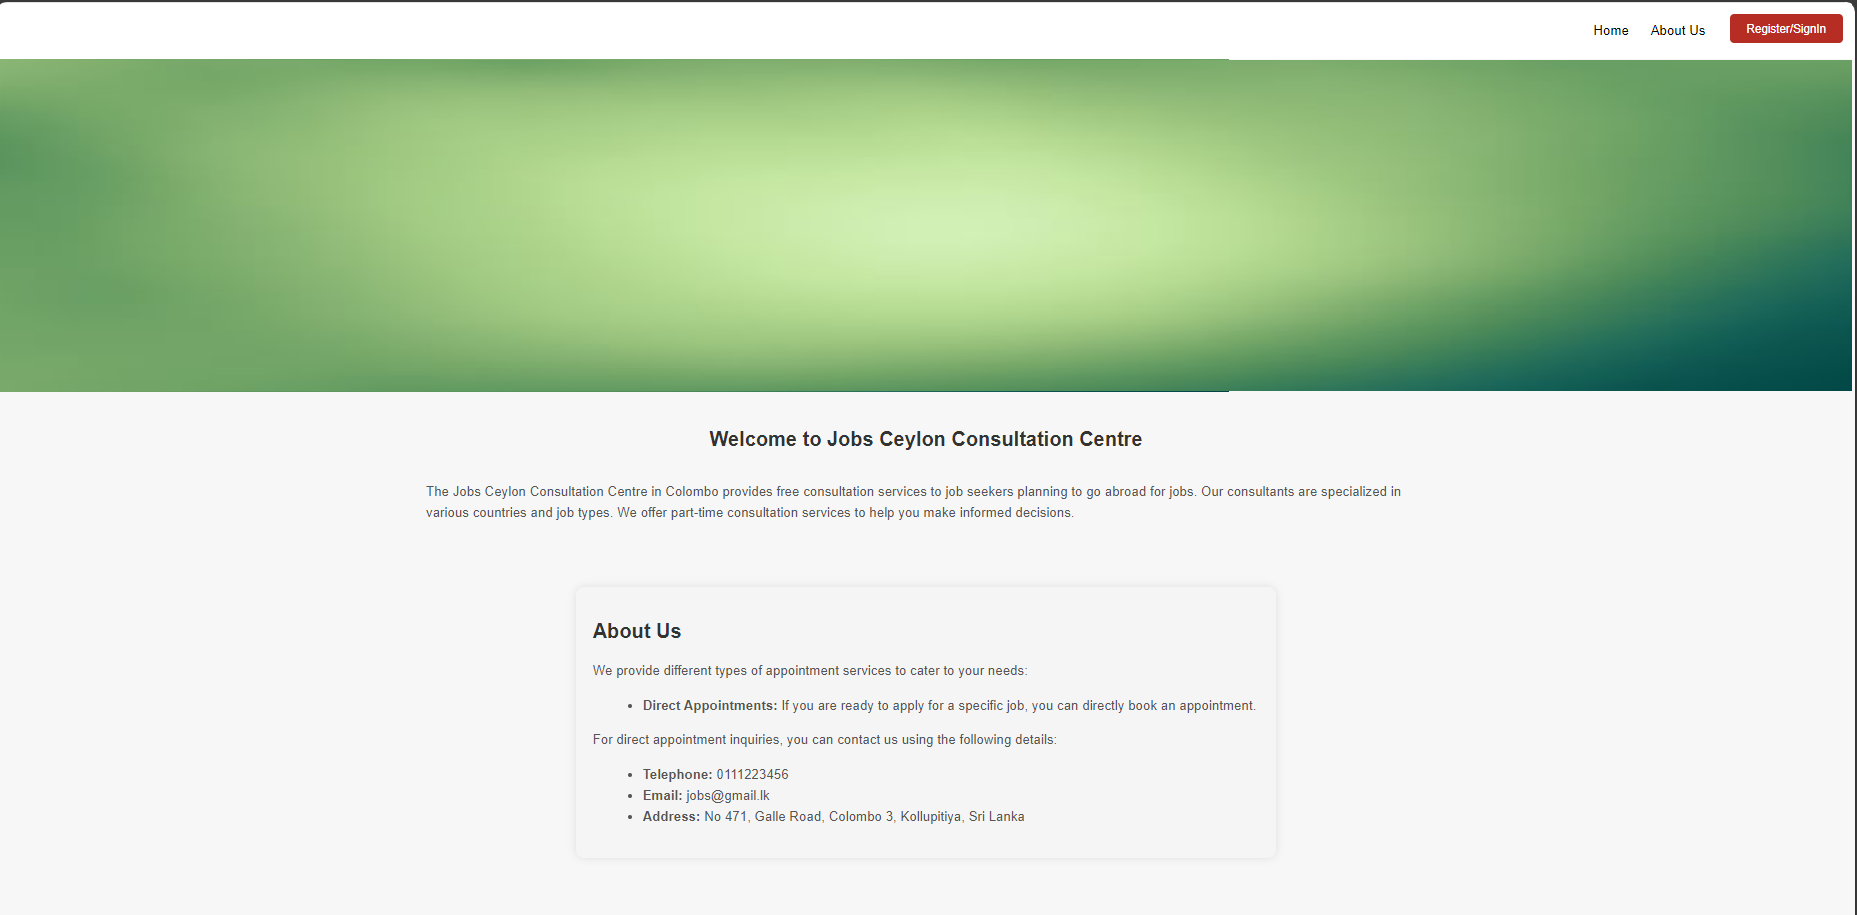 Home About Us Register/SignIn
Welcome to Jobs Ceylon Consultation Centre
The Jobs Ceylon Consultation Centre in Colombo provides free consultation services to job seekers planning to go abroad for jobs. Our consultants are specialized in
various countries and job types. We offer part-time consultation services to help you make informed decisions.
About Us
We provide different types of appointment services to cater to your needs:
• Direct Appointments: If you are ready to apply for a specific job, you can directly book an appointment.
For direct appointment inquiries, you can contact us using the following details:
• Telephone: 0111223456
• Email: jobs@gmail.lk
• Address: No 471, Galle Road, Colombo 3, Kollupitiya, Sri Lanka